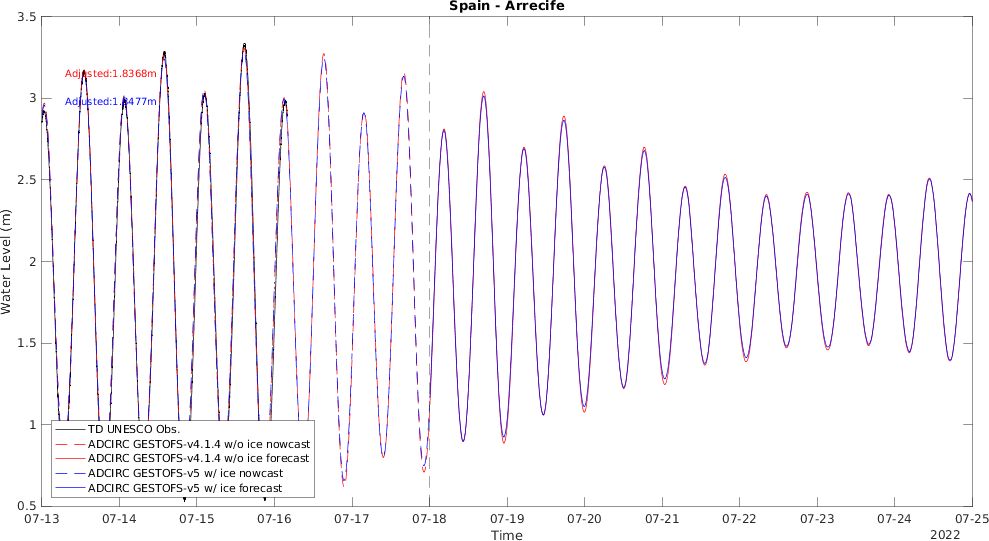 Spain - Arrecife
3.5
3
2.5
2
1.5
1
0.5
Water Level (m)
Adjusted:1.8368m
Adjusted:1.8477m
TD UNESCO Obs.
ADCIRC GESTOFS-v4.1.4 w/o ice nowcast
ADCIRC GESTOFS-v4.1.4 w/o ice forecast
ADCIRC GESTOFS-v5 w/ ice nowcast
ADCIRC GESTOFS-v5 w/ ice forecast
07-13 07-14 07-15 07-16 07-17 07-18 07-19 07-20 07-21 07-22 07-23 07-24 07-25
Time
2022